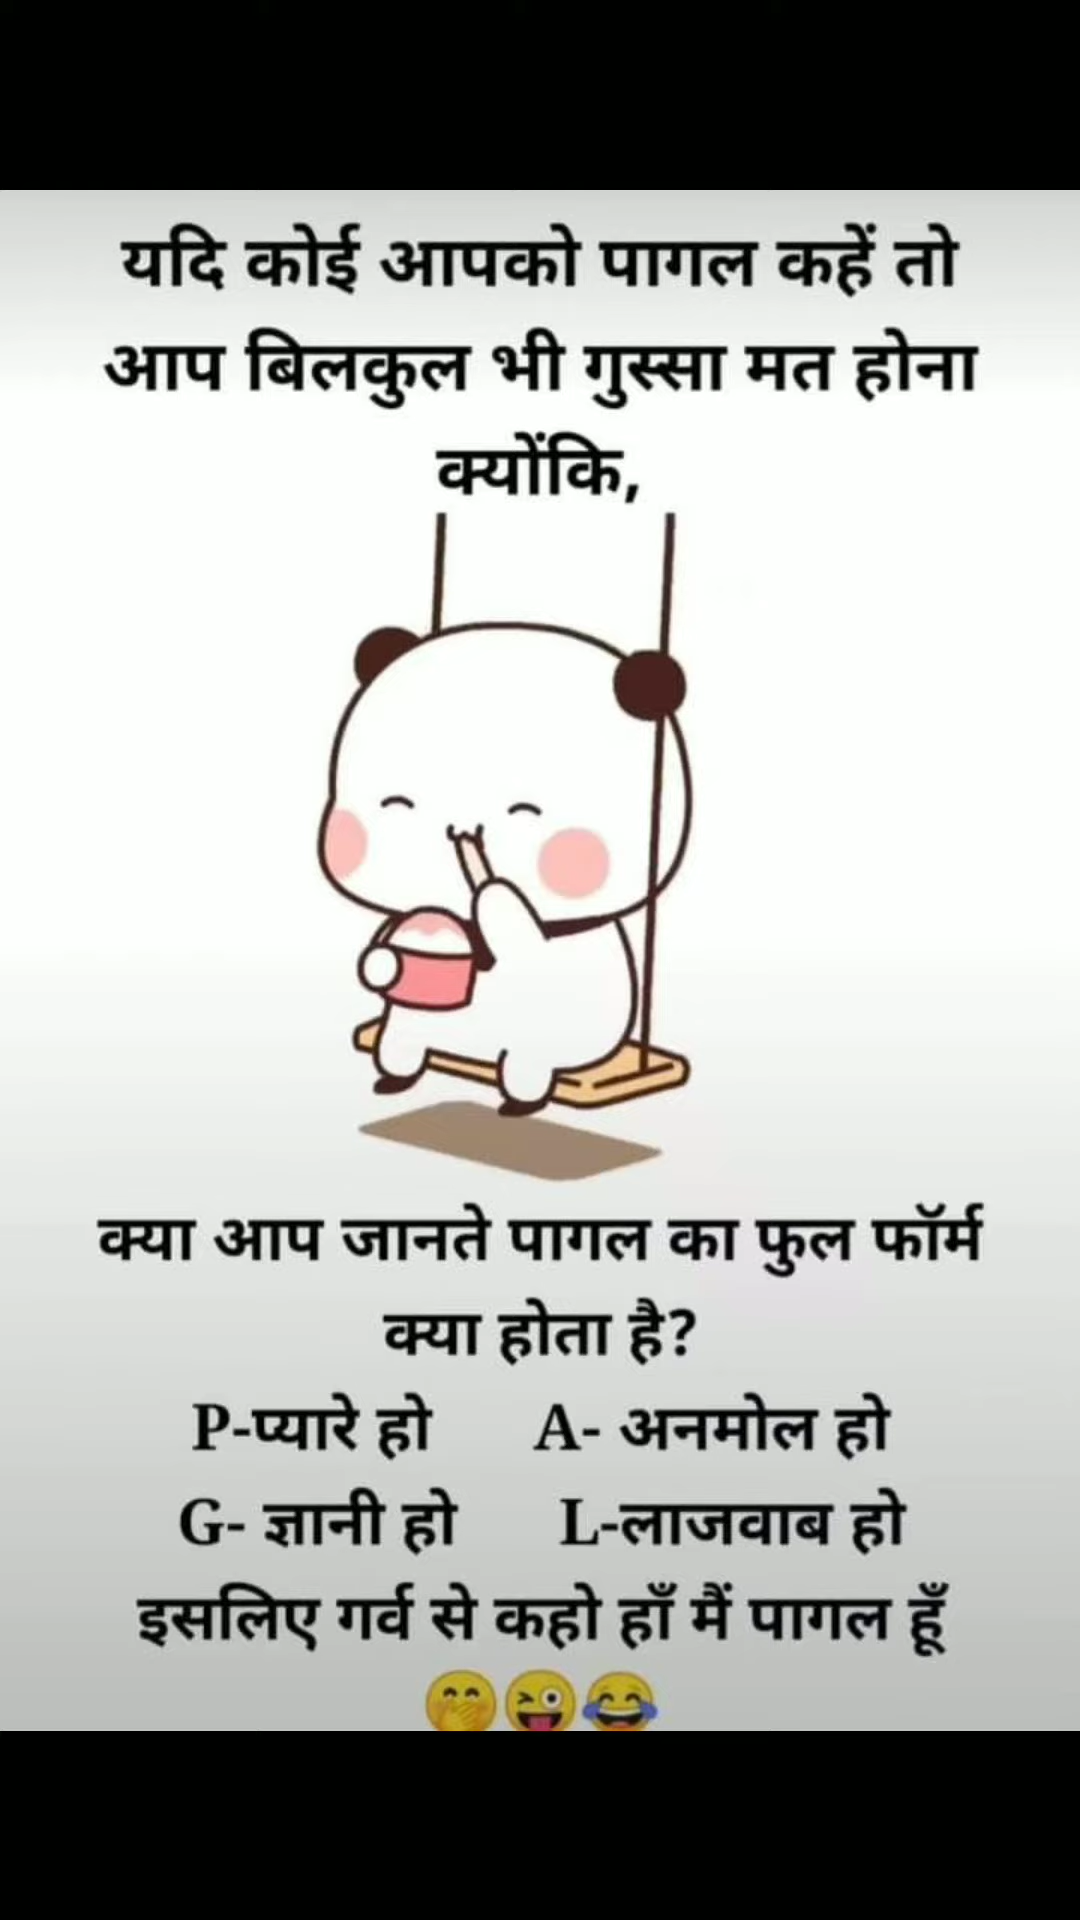 यदि कोई आपको पागल कहें तो
आप बिलकुल भी गुस्सा मत होना
क्योंकि,
क्या आप जानते पागल का फुल फॉर्म
क्या होता है?
P-प्यारे हो A- अनमोल हो
G- ज्ञानी हो L-लाजवाब हो
इसलिए गर्व से कहो हाँ मैं पागल हूँ
🤭😜😂